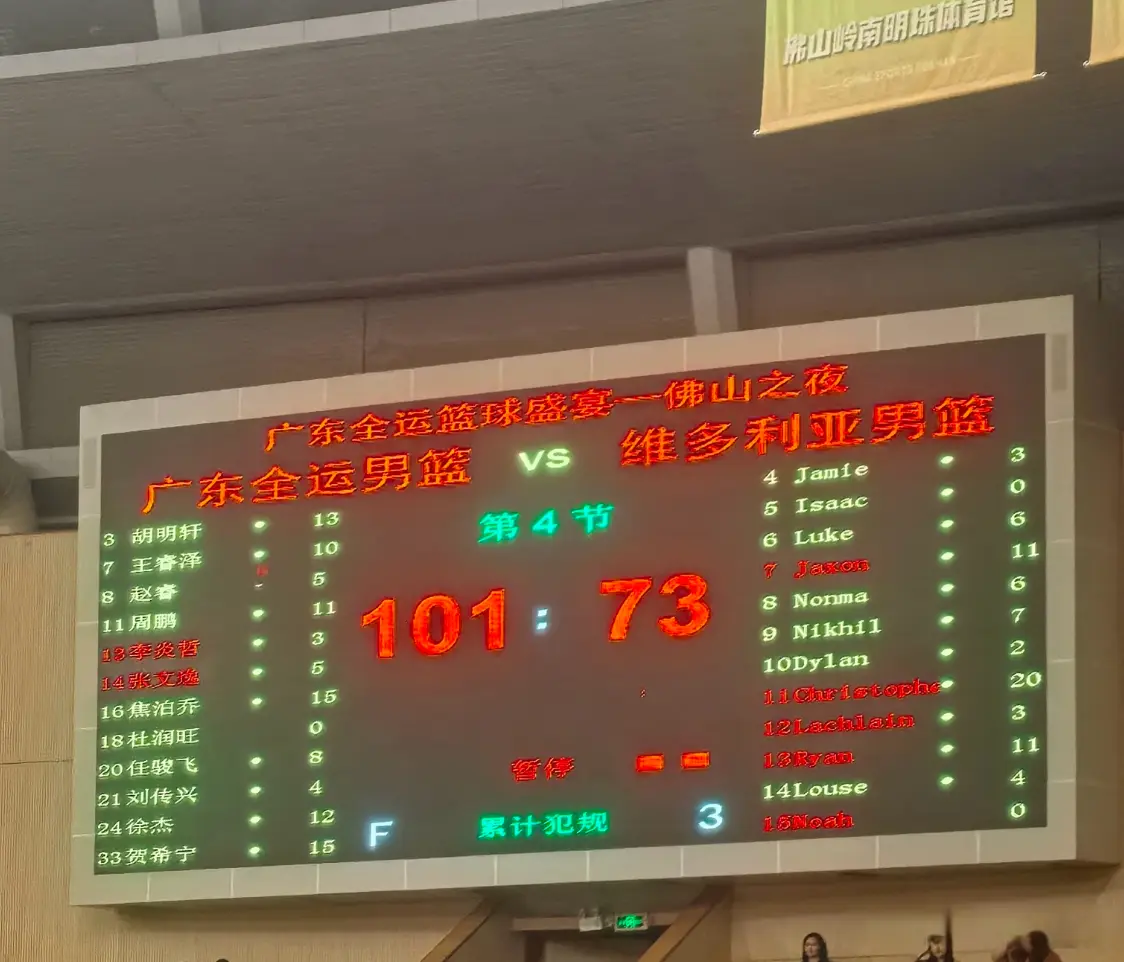 佛山岭南明珠体育馆
广东全运篮球盛宴—佛山之夜
广东全运男篮 VS 维多利亚男篮
第4节
101 : 73
暂停
F 累计犯规 3
3 胡明轩 13
7 王睿泽 10
8 赵睿 5
11 周鹏 11
13 李炎哲 3
14 张文逸 5
16 焦泊乔 15
18 杜润旺 0
20 任骏飞 8
21 刘传兴 4
24 徐杰 12
33 贺希宁 15
4 Jamie 3
5 Isaac 0
6 Luke 6
7 Jaxon 11
8 Nonma 6
9 Nikhil 7
10 Dylan 2
11 Christophe 20
12 Lachlain 3
13 Ryan 11
14 Louse 4
15 Noah 0